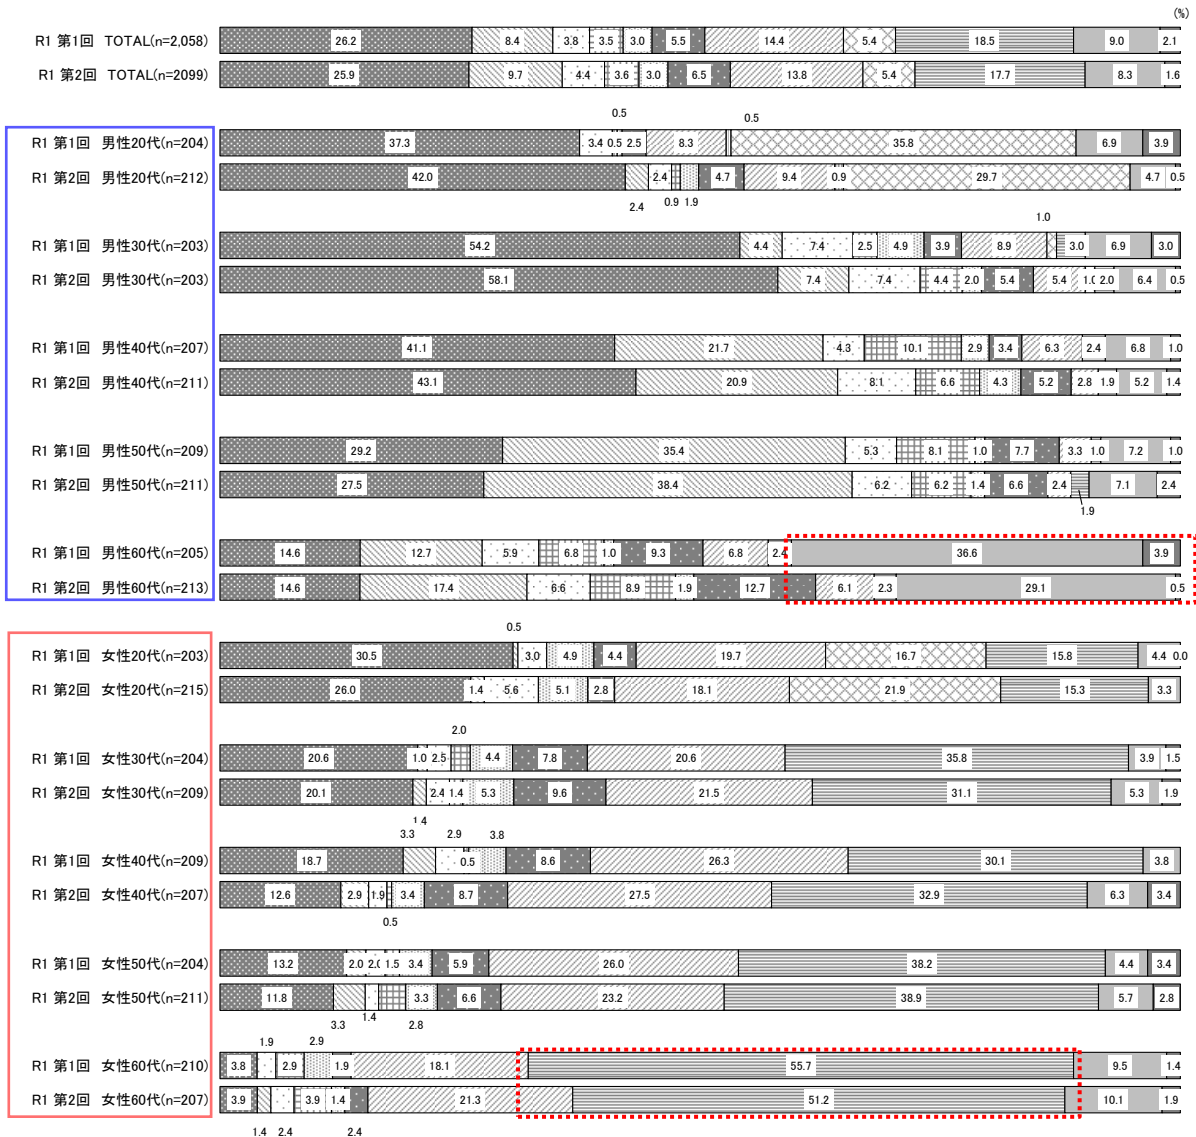 (%)
R1 第1回 TOTAL(n=2,058) 26.2 8.4 3.8 3.5 3.0 5.5 14.4 5.4 18.5 9.0 2.1
R1 第2回 TOTAL(n=2099) 25.9 9.7 4.4 3.6 3.0 6.5 13.8 5.4 17.7 8.3 1.6
0.5 0.5
R1 第1回 男性20代(n=204) 37.3 3.4 0.5 2.5 8.3 35.8 6.9 3.9
R1 第2回 男性20代(n=212) 42.0 2.4 4.7 9.4 0.9 29.7 4.7 0.5
2.4 0.9 1.9
1.0
R1 第1回 男性30代(n=203) 54.2 4.4 7.4 2.5 4.9 3.9 8.9 3.0 6.9 3.0
R1 第2回 男性30代(n=203) 58.1 7.4 7.4 4.4 2.0 5.4 5.4 1.0 2.0 6.4 0.5
R1 第1回 男性40代(n=207) 41.1 21.7 4.3 10.1 2.9 3.4 6.3 2.4 6.8 1.0
R1 第2回 男性40代(n=211) 43.1 20.9 8.1 6.6 4.3 5.2 2.8 1.9 5.2 1.4
R1 第1回 男性50代(n=209) 29.2 35.4 5.3 8.1 1.0 7.7 3.3 1.0 7.2 1.0
R1 第2回 男性50代(n=211) 27.5 38.4 6.2 6.2 1.4 6.6 2.4 7.1 2.4
1.9
R1 第1回 男性60代(n=205) 14.6 12.7 5.9 6.8 1.0 9.3 6.8 2.4 36.6 3.9
R1 第2回 男性60代(n=213) 14.6 17.4 6.6 8.9 1.9 12.7 6.1 2.3 29.1 0.5
0.5
R1 第1回 女性20代(n=203) 30.5 3.0 4.9 4.4 19.7 16.7 15.8 4.4 0.0
R1 第2回 女性20代(n=215) 26.0 1.4 5.6 5.1 2.8 18.1 21.9 15.3 3.3
2.0
R1 第1回 女性30代(n=204) 20.6 1.0 2.5 4.4 7.8 20.6 35.8 3.9 1.5
R1 第2回 女性30代(n=209) 20.1 2.4 1.4 5.3 9.6 21.5 31.1 5.3 1.9
1.4
3.3 2.9 3.8
R1 第1回 女性40代(n=209) 18.7 0.5 8.6 26.3 30.1 3.8
R1 第2回 女性40代(n=207) 12.6 2.9 1.9 3.4 8.7 27.5 32.9 6.3 3.4
0.5
R1 第1回 女性50代(n=204) 13.2 2.0 2.0 1.5 3.4 5.9 26.0 38.2 4.4 3.4
R1 第2回 女性50代(n=211) 11.8 3.3 6.6 23.2 38.9 5.7 2.8
3.3 1.4 2.8
1.9 2.9
R1 第1回 女性60代(n=210) 3.8 2.9 1.9 18.1 55.7 9.5 1.4
R1 第2回 女性60代(n=207) 3.9 3.9 1.4 21.3 51.2 10.1 1.9
1.4 2.4 2.4